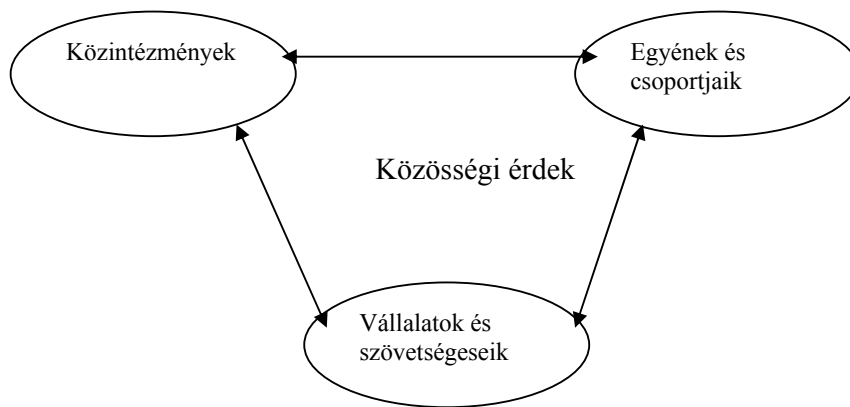 Közintézmények
Egyének és
csoportjaik
Közösségi érdek
Vállalatok és
szövetségeseik